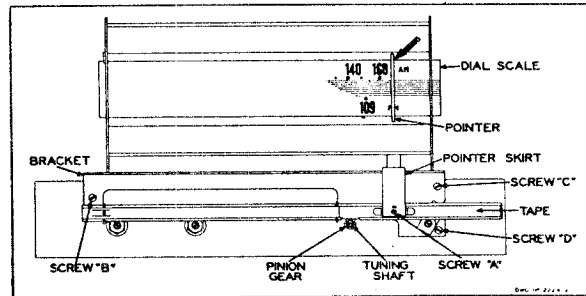 140 168 AM
DIAL SCALE
109 FM
POINTER
BRACKET
POINTER SKIRT
SCREW "C"
TAPE
SCREW "B"
PINION GEAR
TUNING SHAFT
SCREW "A"
SCREW "D"